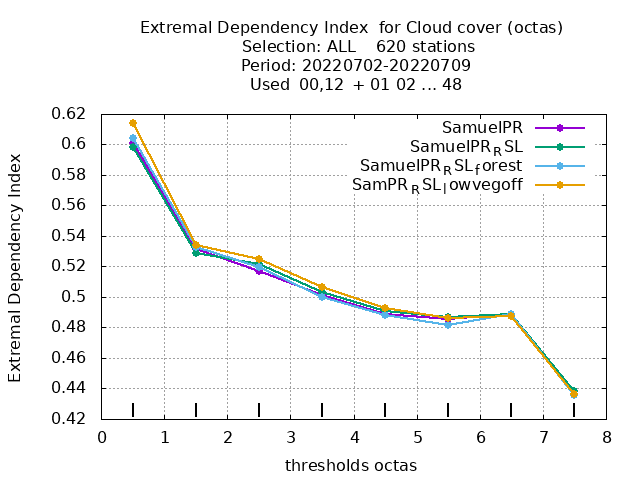 Extremal Dependency Index  for Cloud cover (octas)
Selection: ALL    620 stations
Period: 20220702-20220709
Used  00,12  + 01 02 ... 48
0.62
0.6
0.58
0.56
0.54
0.52
0.5
0.48
0.46
0.44
0.42
Extremal Dependency Index
SamuelPR
SamuelPR_RSL
SamuelPR_RSL_forest
SamPR_RSL_lowvegoff
0 1 2 3 4 5 6 7 8
thresholds octas